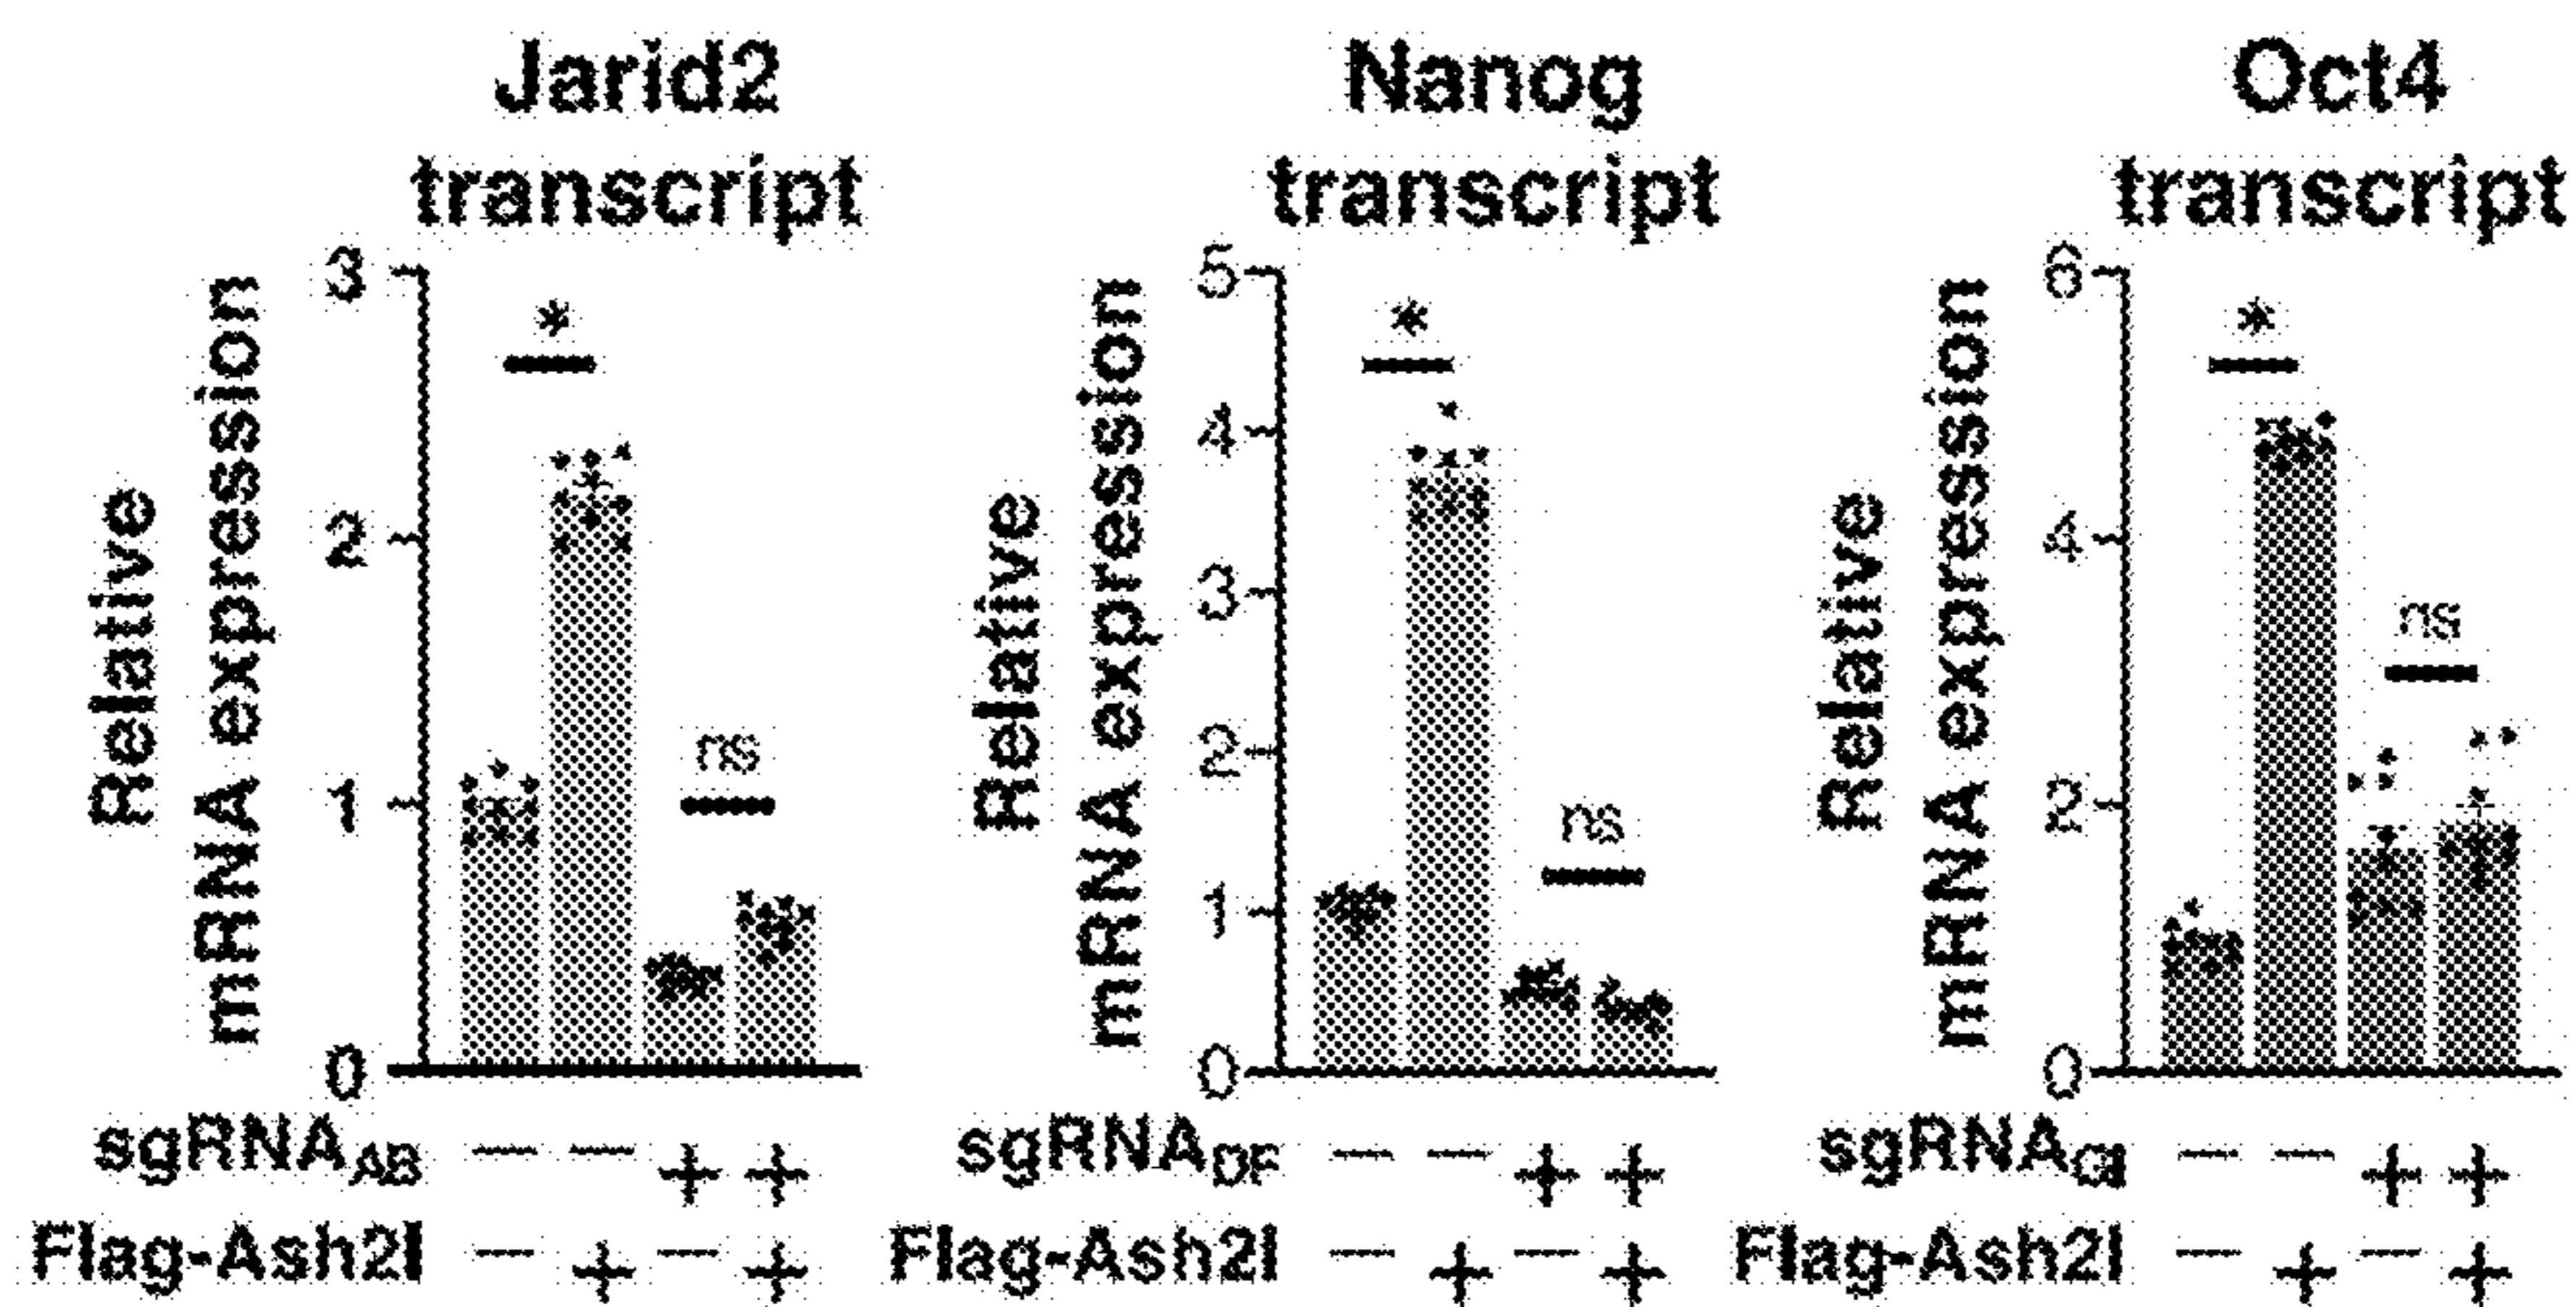 Jarid2
transcript
Relative
mRNA expression
3
2
1
0
*
ns
sgRNAAB − − + +
Flag-Ash2l − + − +
Nanog
transcript
Relative
mRNA expression
5
4
3
2
1
0
*
ns
sgRNADF − − + +
Flag-Ash2l − + − +
Oct4
transcript
Relative
mRNA expression
6
4
2
0
*
ns
sgRNAGI − − + +
Flag-Ash2l − + − +